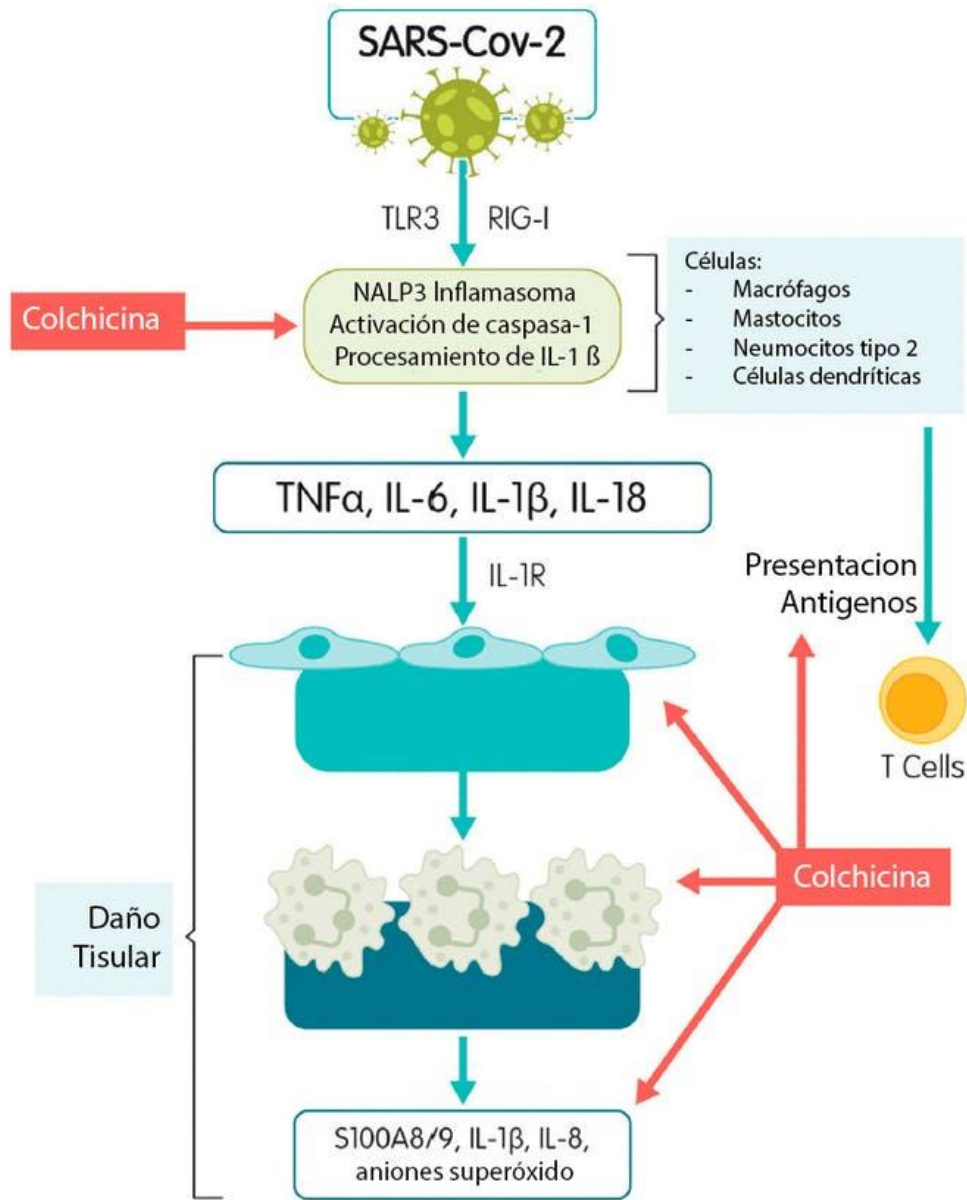 SARS-Cov-2
TLR3
RIG-I
Colchicina
NALP3 Inflamasoma
Activación de caspasa-1
Procesamiento de IL-1 ß
Células:
- Macrófagos
- Mastocitos
- Neumocitos tipo 2
- Células dendríticas
TNFα, IL-6, IL-1β, IL-18
IL-1R
Presentacion
Antigenos
T Cells
Colchicina
Daño
Tisular
S100A8/9, IL-1β, IL-8,
aniones superóxido